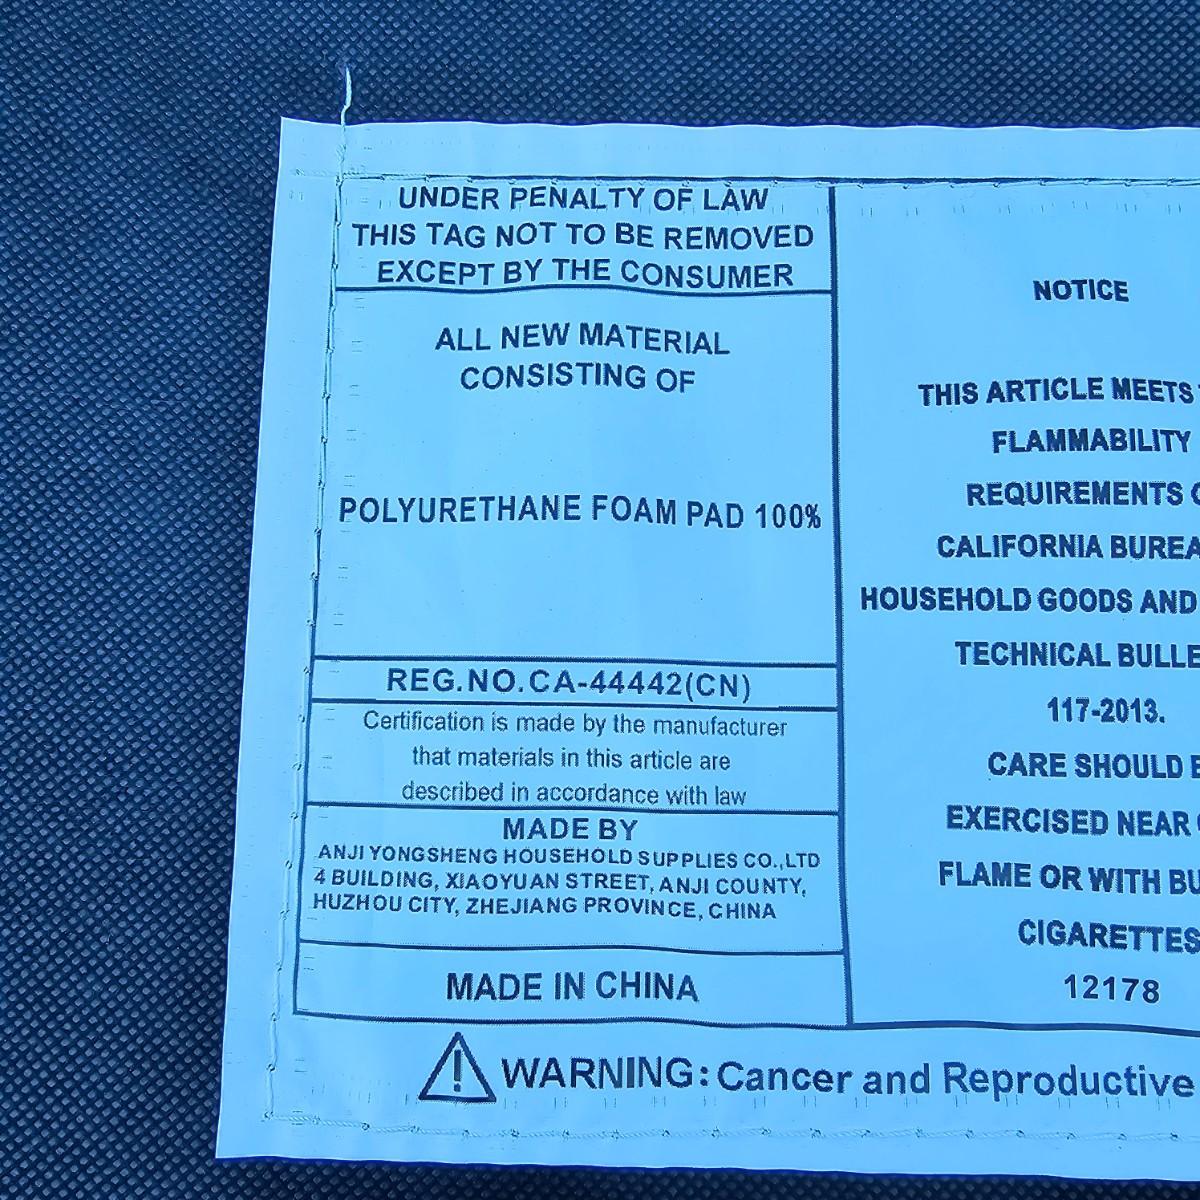 UNDER PENALTY OF LAW
THIS TAG NOT TO BE REMOVED
EXCEPT BY THE CONSUMER
ALL NEW MATERIAL
CONSISTING OF
POLYURETHANE FOAM PAD 100%
REG.NO.CA-44442(CN)
Certification is made by the manufacturer
that materials in this article are
described in accordance with law
MADE BY
ANJI YONGSHENG HOUSEHOLD SUPPLIES CO.,LTD
4 BUILDING, XIAOYUAN STREET, ANJI COUNTY,
HUZHOU CITY, ZHEJIANG PROVINCE, CHINA
MADE IN CHINA
NOTICE
THIS ARTICLE MEETS
FLAMMABILITY
REQUIREMENTS
CALIFORNIA
HOUSEHOLD GOODS AND
TECHNICAL
117-2013.
CARE SHOULD
EXERCISED NEAR
FLAME OR WITH
CIGARETTES
12178
WARNING: Cancer and Reproductive